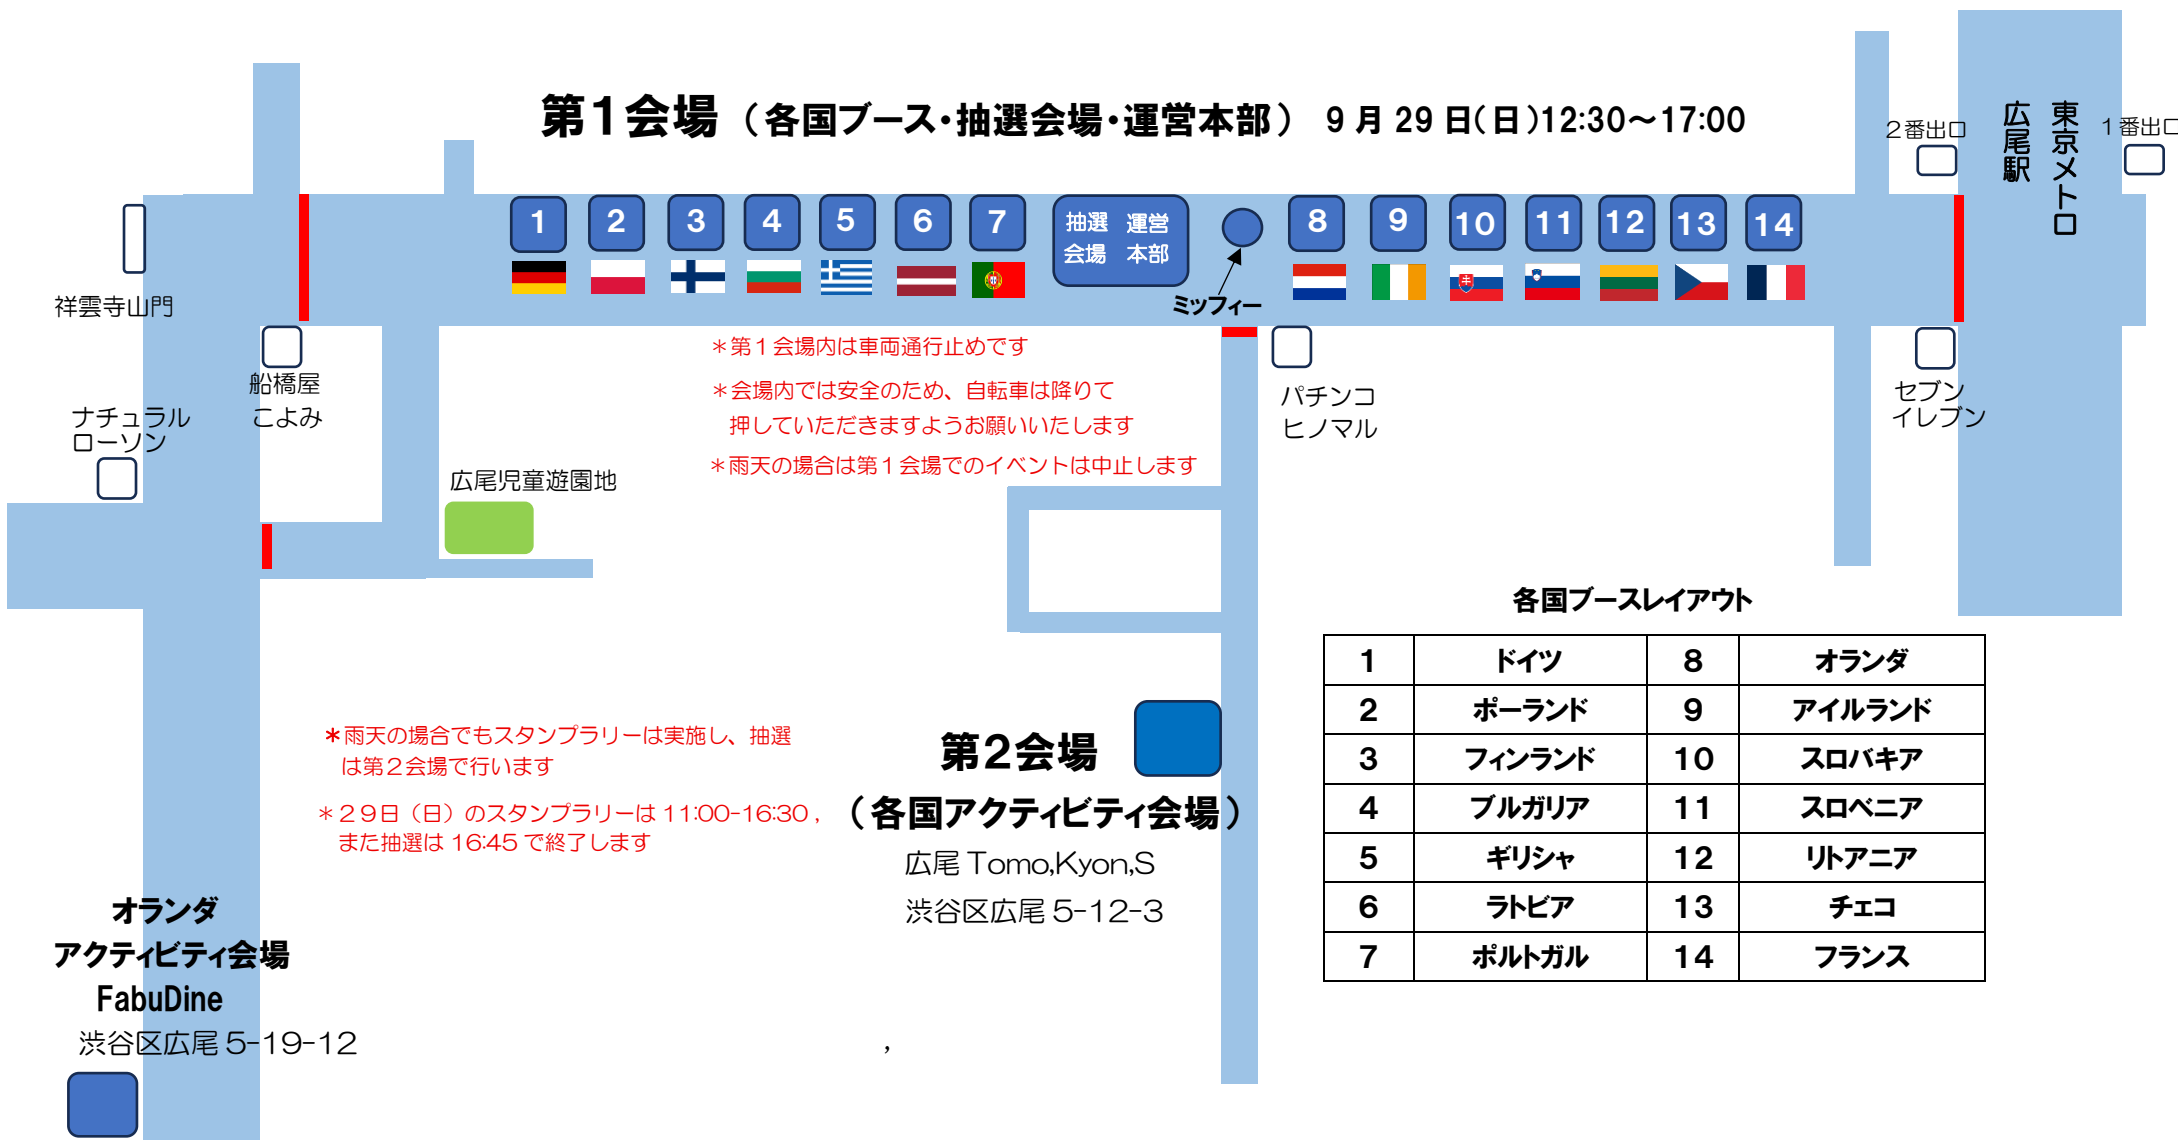 第1会場 （各国ブース・抽選会場・運営本部） 9月29日(日)12:30～17:00
2番出口
東京メトロ
広尾駅
1番出口
1
2
3
4
5
6
7
抽選 運営
会場 本部
8
9
10
11
12
13
14
ミッフィー
祥雲寺山門
船橋屋
こよみ
ナチュラル
ローソン
広尾児童遊園地
＊第1会場内は車両通行止めです
＊会場内では安全のため、自転車は降りて
押していただきますようお願いいたします
＊雨天の場合は第1会場でのイベントは中止します
パチンコ
ヒノマル
セブン
イレブン
各国ブースレイアウト
1 ドイツ 8 オランダ
2 ポーランド 9 アイルランド
3 フィンランド 10 スロバキア
4 ブルガリア 11 スロベニア
5 ギリシャ 12 リトアニア
6 ラトビア 13 チェコ
7 ポルトガル 14 フランス
＊雨天の場合でもスタンプラリーは実施し、抽選
は第2会場で行います
＊29日（日）のスタンプラリーは 11:00-16:30 ,
また抽選は 16:45 で終了します
第2会場
（各国アクティビティ会場）
広尾 Tomo,Kyon,S
渋谷区広尾 5-12-3
オランダ
アクティビティ会場
FabuDine
渋谷区広尾 5-19-12
,